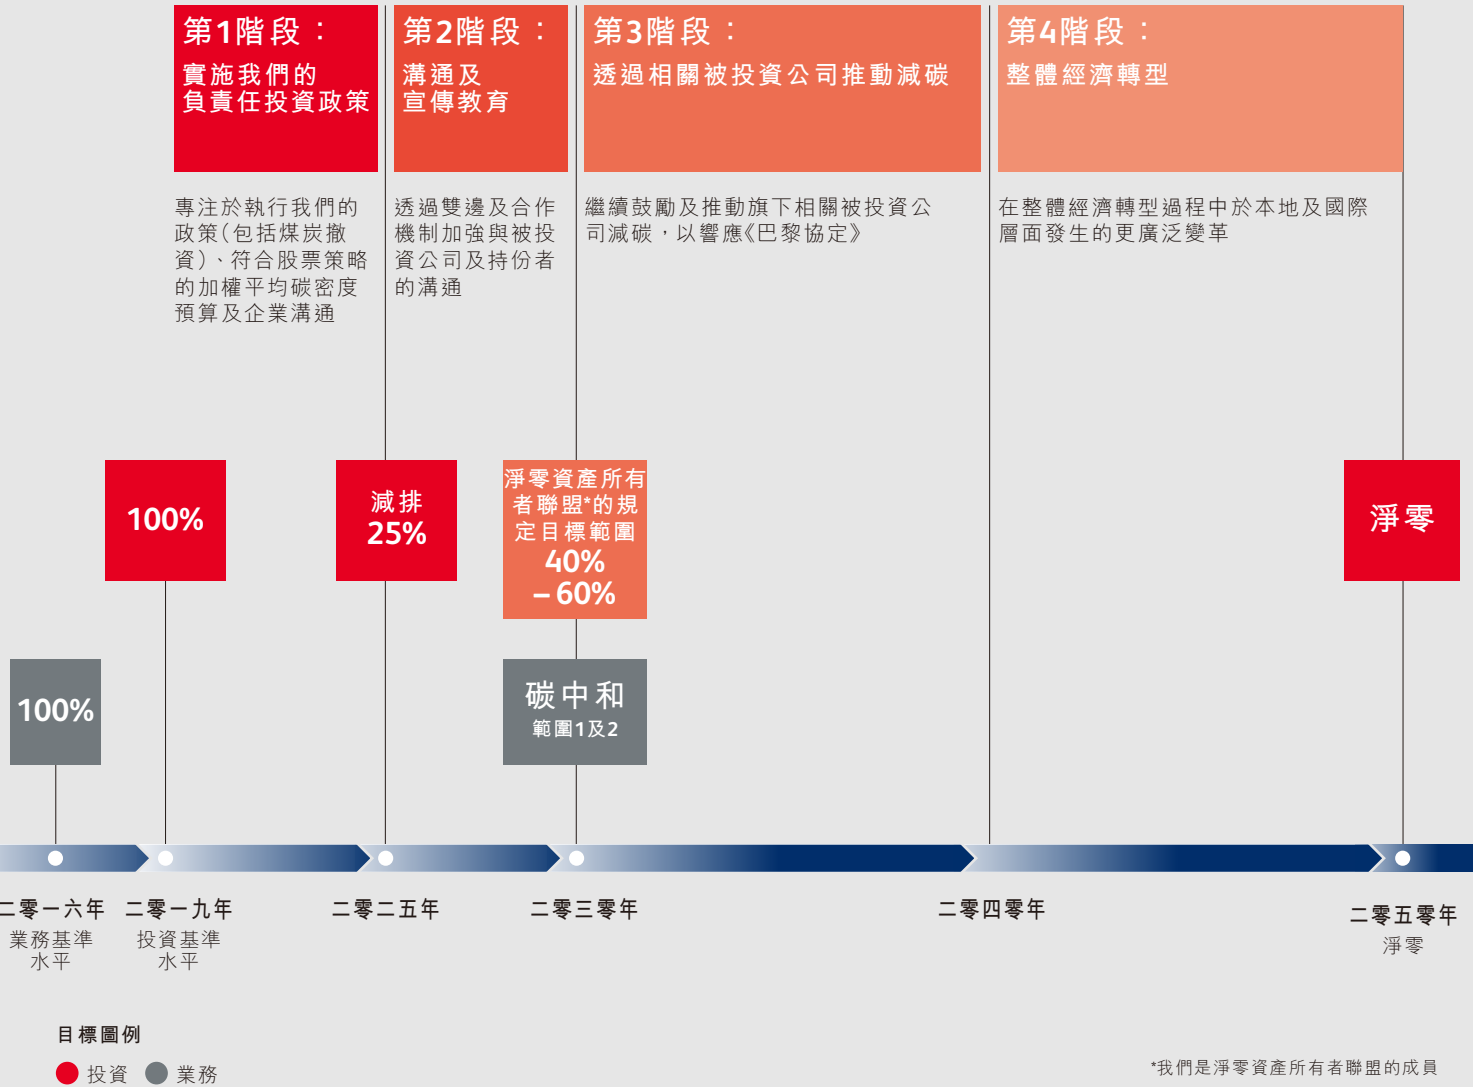 第1階段：
實施我們的
負責任投資政策
第2階段：
溝通及
宣傳教育
第3階段：
透過相關被投資公司推動減碳
第4階段：
整體經濟轉型
專注於執行我們的
政策(包括煤炭撤
資)、符合股票策略
的加權平均碳密度
預算及企業溝通
透過雙邊及合作
機制加強與被投
資公司及持份者
的溝通
繼續鼓勵及推動旗下相關被投資公
司減碳，以響應《巴黎協定》
在整體經濟轉型過程中於本地及國際
層面發生的更廣泛變革
100%
減排
25%
淨零資產所有
者聯盟*的規
定目標範圍
40%
– 60%
淨零
100%
碳中和
範圍1及2
二零一六年
業務基準
水平
二零一九年
投資基準
水平
二零二五年
二零三零年
二零四零年
二零五零年
淨零
目標圖例
投資
業務
*我們是淨零資產所有者聯盟的成員